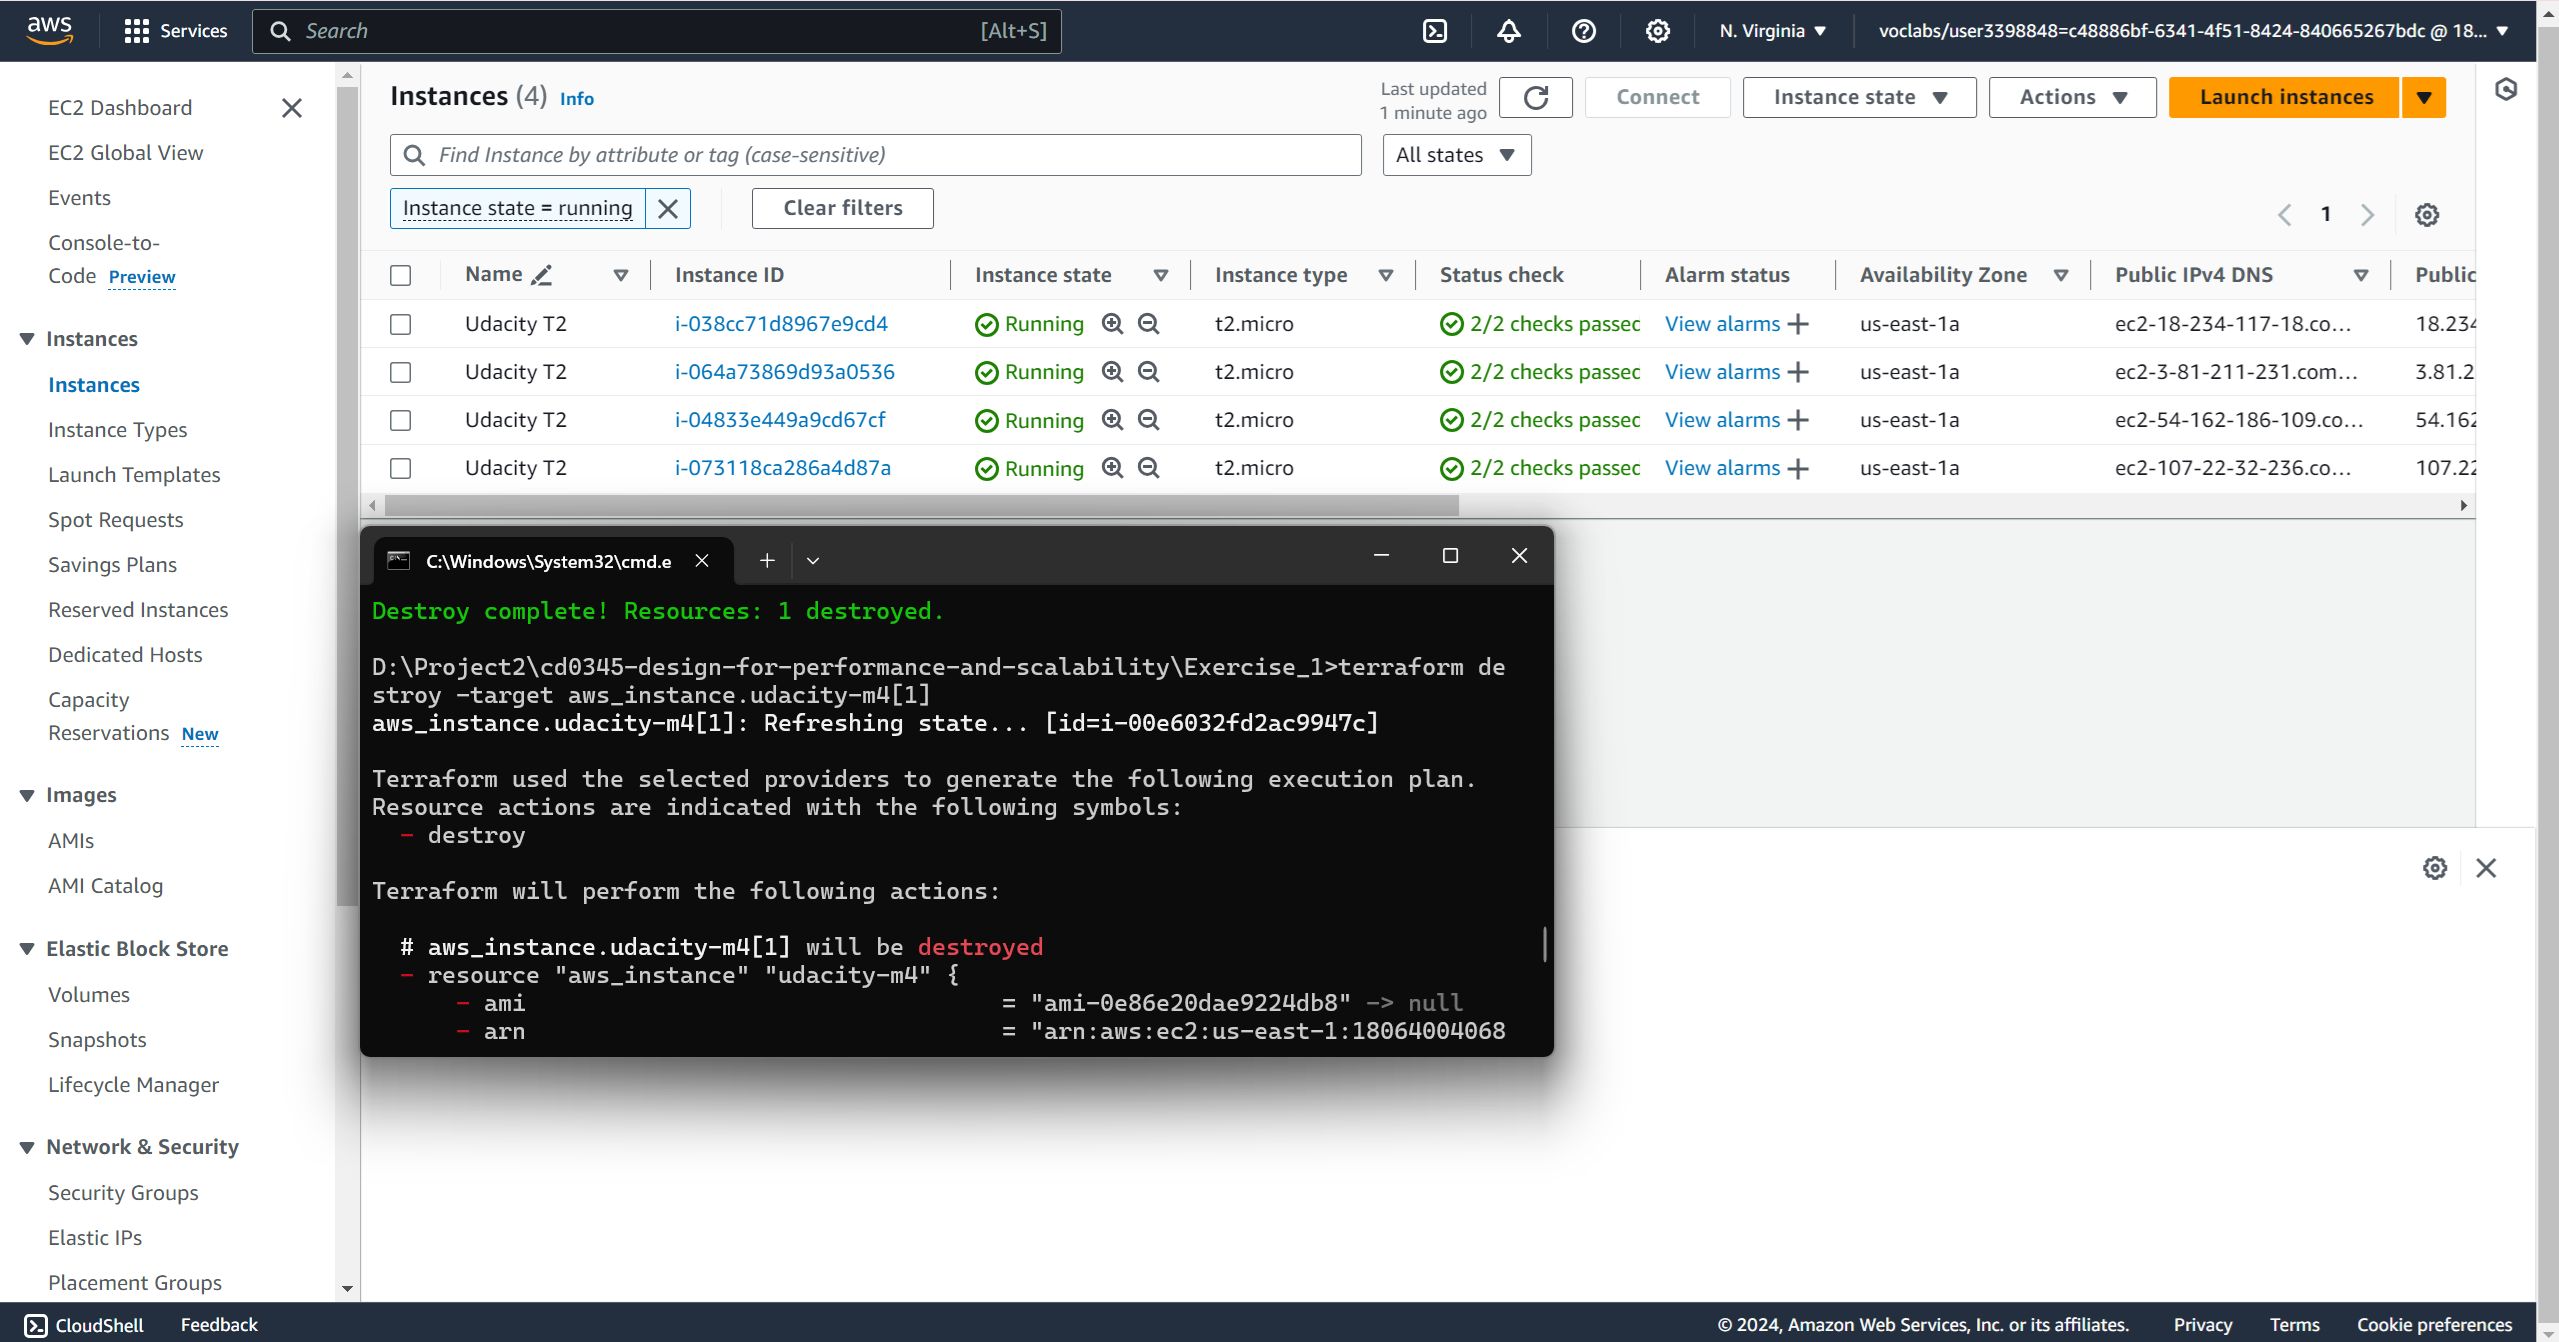 aws
Services
Search
[Alt+S]
N. Virginia
voclabs/user3398848=c48886bf-6341-4f51-8424-840665267bdc @ 18...
EC2 Dashboard
EC2 Global View
Events
Console-to-
Code Preview
Instances
Instances
Instance Types
Launch Templates
Spot Requests
Savings Plans
Reserved Instances
Dedicated Hosts
Capacity
Reservations New
Images
AMIs
AMI Catalog
Elastic Block Store
Volumes
Snapshots
Lifecycle Manager
Network & Security
Security Groups
Elastic IPs
Placement Groups
Instances (4) Info
Last updated
1 minute ago
Connect
Instance state
Actions
Launch instances
Find Instance by attribute or tag (case-sensitive)
All states
Instance state = running
Clear filters
1
Name Instance ID Instance state Instance type Status check Alarm status Availability Zone Public IPv4 DNS Public
Udacity T2 i-038cc71d8967e9cd4 Running t2.micro 2/2 checks passec View alarms + us-east-1a ec2-18-234-117-18.co... 18.234
Udacity T2 i-064a73869d93a0536 Running t2.micro 2/2 checks passec View alarms + us-east-1a ec2-3-81-211-231.com... 3.81.2
Udacity T2 i-04833e449a9cd67cf Running t2.micro 2/2 checks passec View alarms + us-east-1a ec2-54-162-186-109.co... 54.162
Udacity T2 i-073118ca286a4d87a Running t2.micro 2/2 checks passec View alarms + us-east-1a ec2-107-22-32-236.co... 107.22
C:\Windows\System32\cmd.e
Destroy complete! Resources: 1 destroyed.
D:\Project2\cd0345-design-for-performance-and-scalability\Exercise_1>terraform de
stroy -target aws_instance.udacity-m4[1]
aws_instance.udacity-m4[1]: Refreshing state... [id=i-00e6032fd2ac9947c]
Terraform used the selected providers to generate the following execution plan.
Resource actions are indicated with the following symbols:
- destroy
Terraform will perform the following actions:
# aws_instance.udacity-m4[1] will be destroyed
- resource "aws_instance" "udacity-m4" {
- ami = "ami-0e86e20dae9224db8" -> null
- arn = "arn:aws:ec2:us-east-1:18064004068
CloudShell
Feedback
© 2024, Amazon Web Services, Inc. or its affiliates.
Privacy
Terms
Cookie preferences